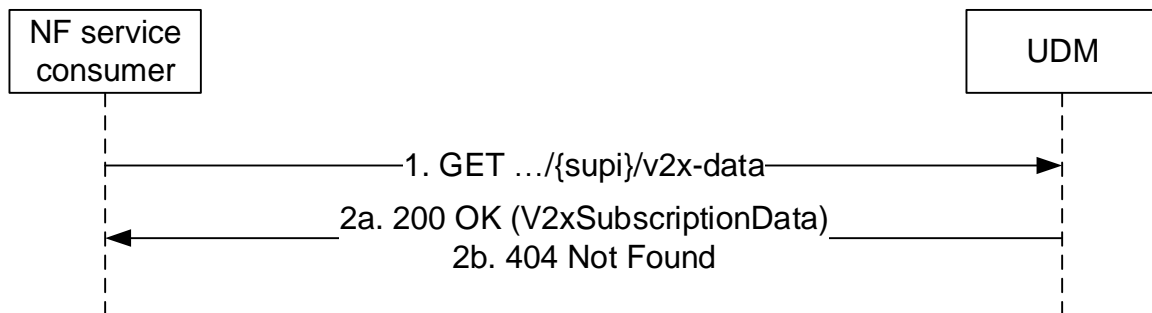 NF service
consumer
UDM
1. GET …/{supi}/v2x-data
2a. 200 OK (V2xSubscriptionData)
2b. 404 Not Found